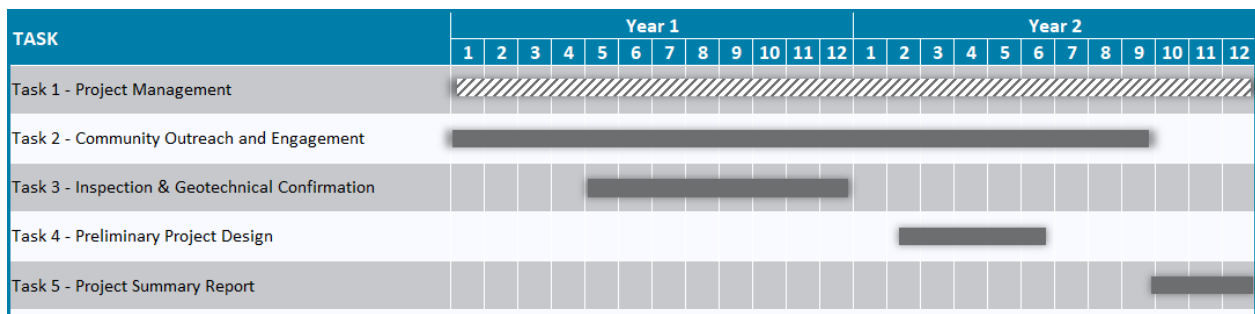 TASK Year 1 Year 2
1 2 3 4 5 6 7 8 9 10 11 12 1 2 3 4 5 6 7 8 9 10 11 12
Task 1 - Project Management
Task 2 - Community Outreach and Engagement
Task 3 - Inspection & Geotechnical Confirmation
Task 4 - Preliminary Project Design
Task 5 - Project Summary Report